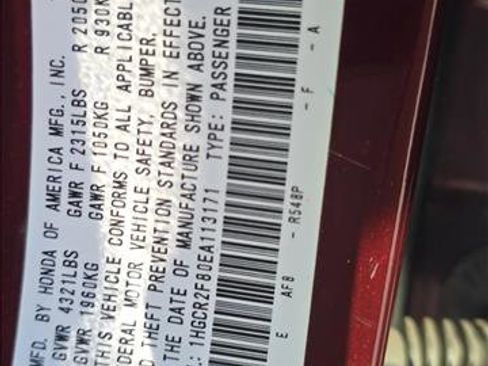 MFD. BY HONDA OF AMERICA MFG., INC.
GVWR 4321LBS GAWR F 2315LBS R 2050
GVWR 1960KG GAWR F 1050KG R 930K
THIS VEHICLE CONFORMS TO ALL APPLICABL
DERAL MOTOR VEHICLE SAFETY, BUMPER,
D THEFT PREVENTION STANDARDS IN EFFECT
THE DATE OF MANUFACTURE SHOWN ABOVE.
: 1HGCR2F80EA113171 TYPE: PASSENGER
E AFB - R548P - F - A